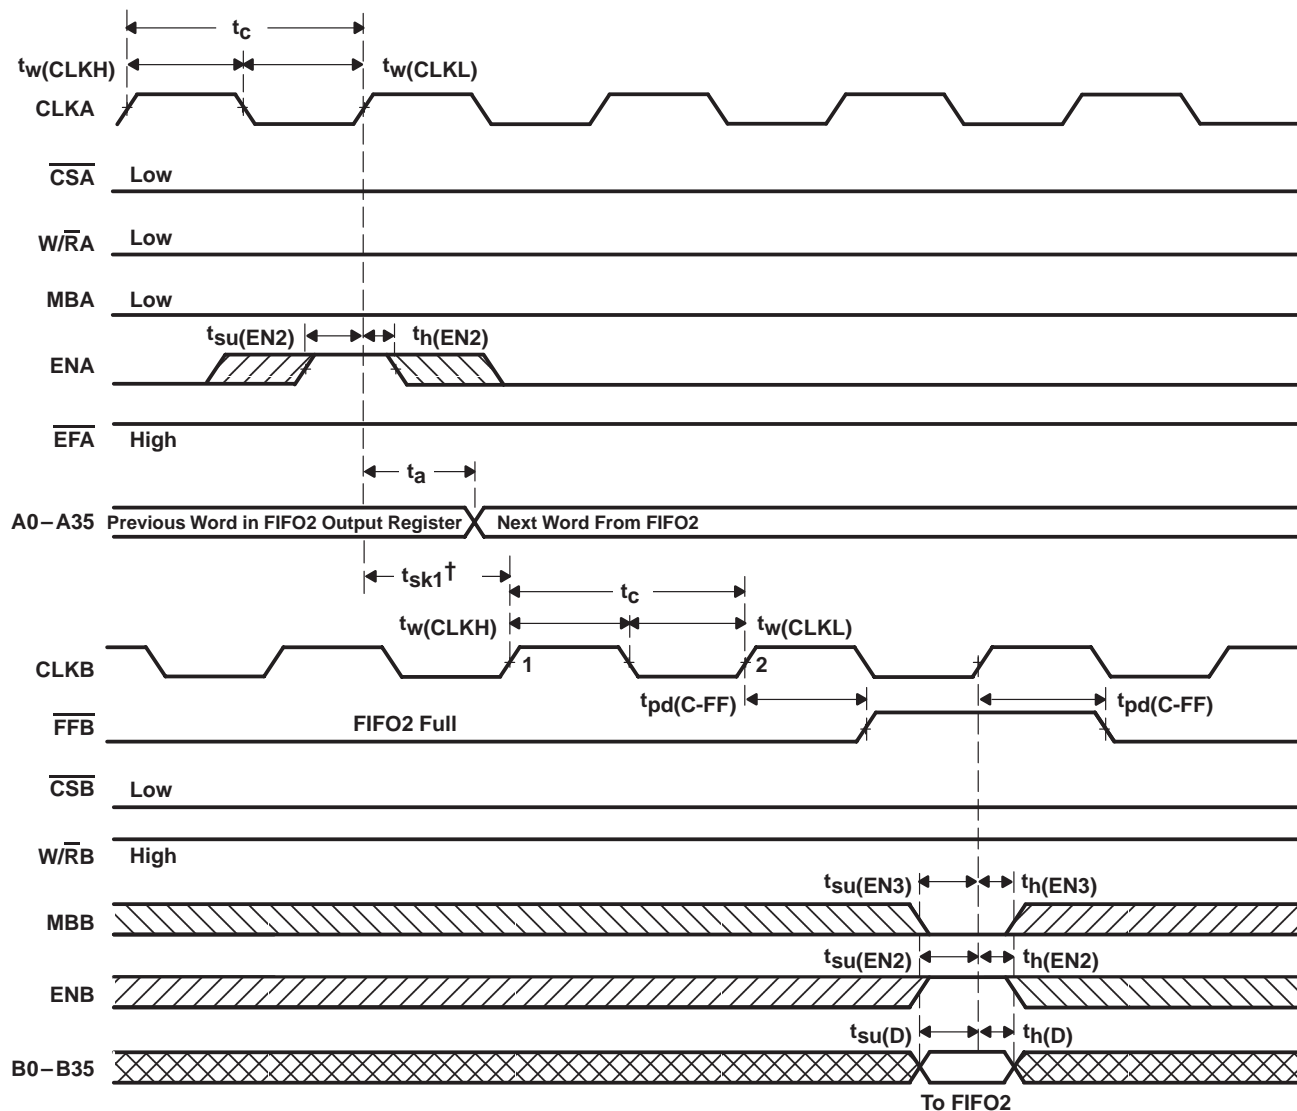 tc
tw(CLKH)
tw(CLKL)
CLKA
CSA
Low
W/RA
Low
MBA
Low
tsu(EN2)
th(EN2)
ENA
EFA
High
ta
A0–A35
Previous Word in FIFO2 Output Register
Next Word From FIFO2
tsk1†
tc
tw(CLKH)
tw(CLKL)
CLKB
1
2
tpd(C-FF)
tpd(C-FF)
FFB
FIFO2 Full
CSB
Low
W/RB
High
tsu(EN3)
th(EN3)
MBB
tsu(EN2)
th(EN2)
ENB
tsu(D)
th(D)
B0–B35
To FIFO2